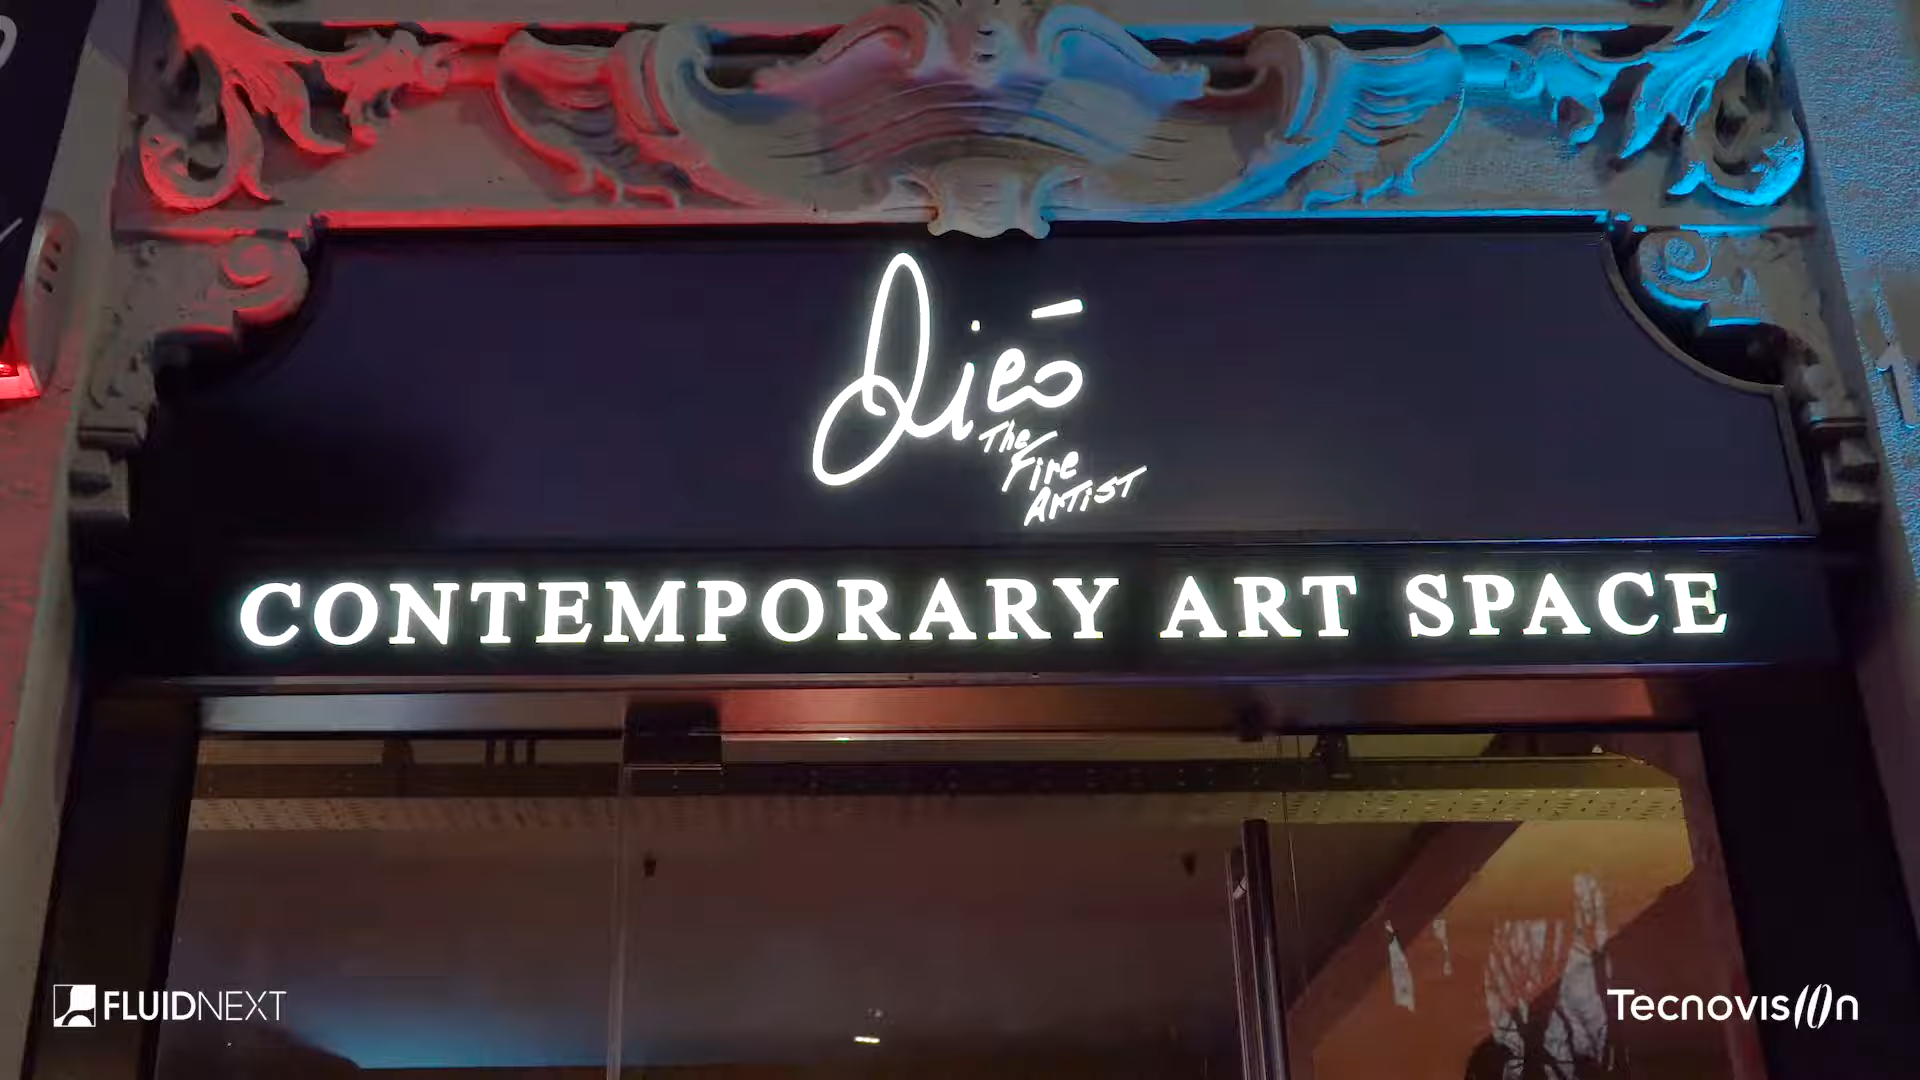 Dieó
The
Fire
Artist
CONTEMPORARY ART SPACE
FLUIDNEXT
Tecnovision